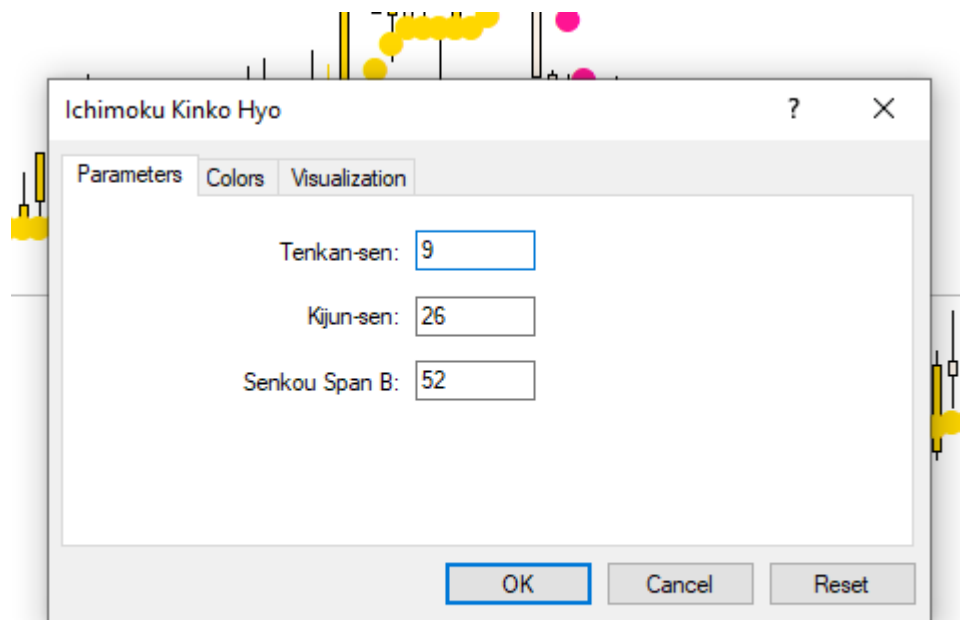 Ichimoku Kinko Hyo ?
Parameters Colors Visualization
Tenkan-sen: 9
Kijun-sen: 26
Senkou Span B: 52
OK Cancel Reset